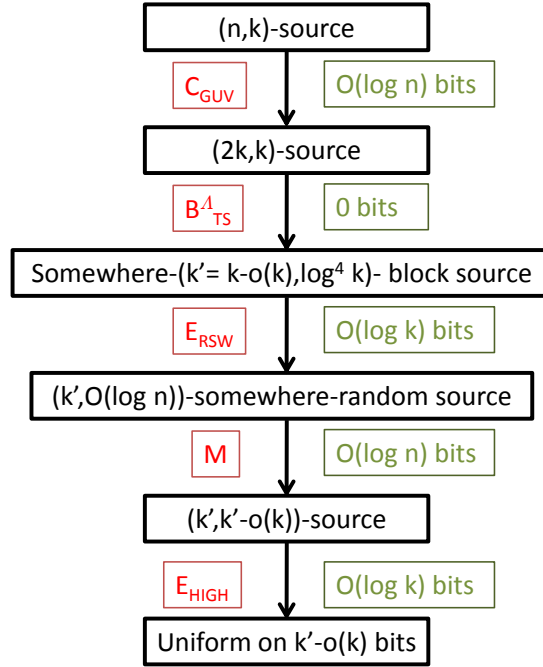 (n,k)-source
C_GUV
O(log n) bits
(2k,k)-source
B^Λ_TS
0 bits
Somewhere-(k'= k-o(k),log⁴ k)- block source
E_RSW
O(log k) bits
(k',O(log n))-somewhere-random source
M
O(log n) bits
(k',k'-o(k))-source
E_HIGH
O(log k) bits
Uniform on k'-o(k) bits